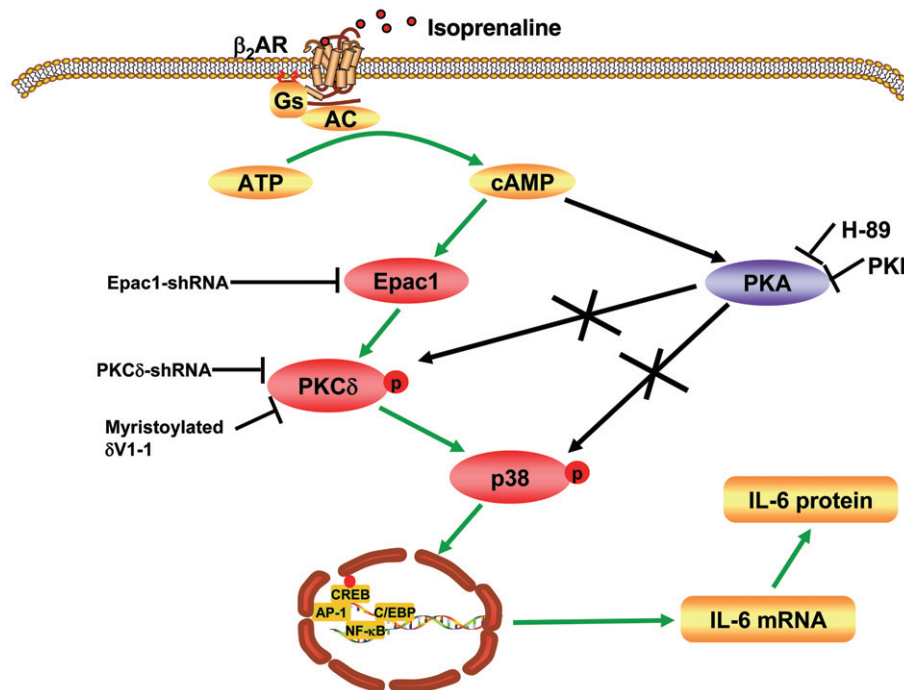 Isoprenaline
β₂AR
Gs
AC
ATP
cAMP
H-89
PKI
Epac1-shRNA
Epac1
PKA
PKCδ-shRNA
PKCδ
p
Myristoylated
δV1-1
p38
p
IL-6 protein
CREB
AP-1
C/EBP
NF-κB
IL-6 mRNA